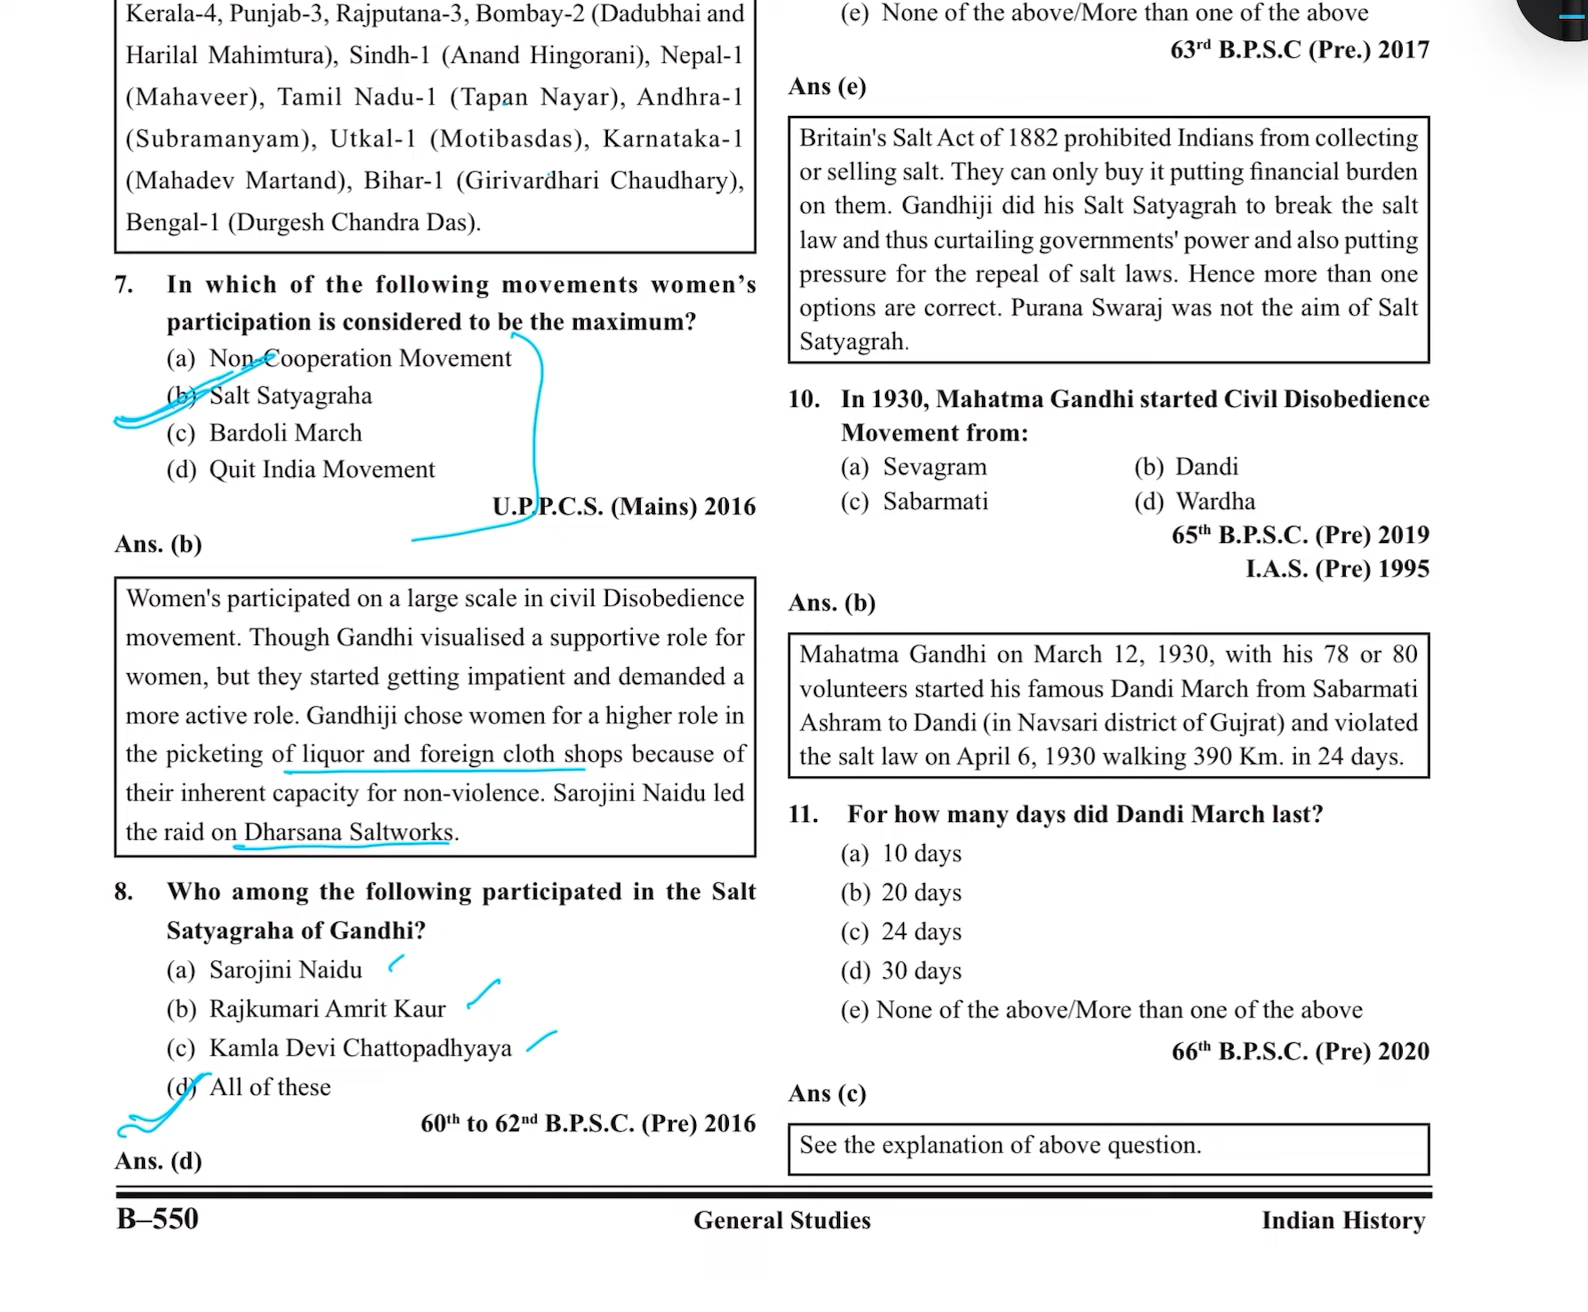 Kerala-4, Punjab-3, Rajputana-3, Bombay-2 (Dadubhai and
Harilal Mahimtura), Sindh-1 (Anand Hingorani), Nepal-1
(Mahaveer), Tamil Nadu-1 (Tapan Nayar), Andhra-1
(Subramanyam), Utkal-1 (Motibasdas), Karnataka-1
(Mahadev Martand), Bihar-1 (Girivardhari Chaudhary),
Bengal-1 (Durgesh Chandra Das).
7. In which of the following movements women's
participation is considered to be the maximum?
(a) Non-Cooperation Movement
(b) Salt Satyagraha
(c) Bardoli March
(d) Quit India Movement
U.P.P.C.S. (Mains) 2016
Ans. (b)
Women's participated on a large scale in civil Disobedience
movement. Though Gandhi visualised a supportive role for
women, but they started getting impatient and demanded a
more active role. Gandhiji chose women for a higher role in
the picketing of liquor and foreign cloth shops because of
their inherent capacity for non-violence. Sarojini Naidu led
the raid on Dharsana Saltworks.
8. Who among the following participated in the Salt
Satyagraha of Gandhi?
(a) Sarojini Naidu
(b) Rajkumari Amrit Kaur
(c) Kamla Devi Chattopadhyaya
(d) All of these
60th to 62nd B.P.S.C. (Pre) 2016
Ans. (d)
(e) None of the above/More than one of the above
63rd B.P.S.C (Pre.) 2017
Ans (e)
Britain's Salt Act of 1882 prohibited Indians from collecting
or selling salt. They can only buy it putting financial burden
on them. Gandhiji did his Salt Satyagrah to break the salt
law and thus curtailing governments' power and also putting
pressure for the repeal of salt laws. Hence more than one
options are correct. Purana Swaraj was not the aim of Salt
Satyagrah.
10. In 1930, Mahatma Gandhi started Civil Disobedience
Movement from:
(a) Sevagram (b) Dandi
(c) Sabarmati (d) Wardha
65th B.P.S.C. (Pre) 2019
I.A.S. (Pre) 1995
Ans. (b)
Mahatma Gandhi on March 12, 1930, with his 78 or 80
volunteers started his famous Dandi March from Sabarmati
Ashram to Dandi (in Navsari district of Gujrat) and violated
the salt law on April 6, 1930 walking 390 Km. in 24 days.
11. For how many days did Dandi March last?
(a) 10 days
(b) 20 days
(c) 24 days
(d) 30 days
(e) None of the above/More than one of the above
66th B.P.S.C. (Pre) 2020
Ans (c)
See the explanation of above question.
B–550 General Studies Indian History